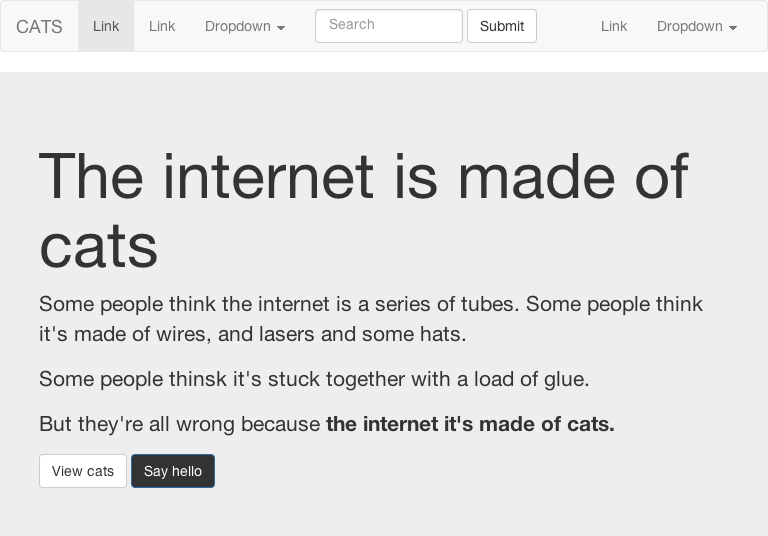 CATS Link Link Dropdown Search Submit Link Dropdown
The internet is made of
cats
Some people think the internet is a series of tubes. Some people think
it's made of wires, and lasers and some hats.
Some people thinsk it's stuck together with a load of glue.
But they're all wrong because the internet it's made of cats.
View cats Say hello